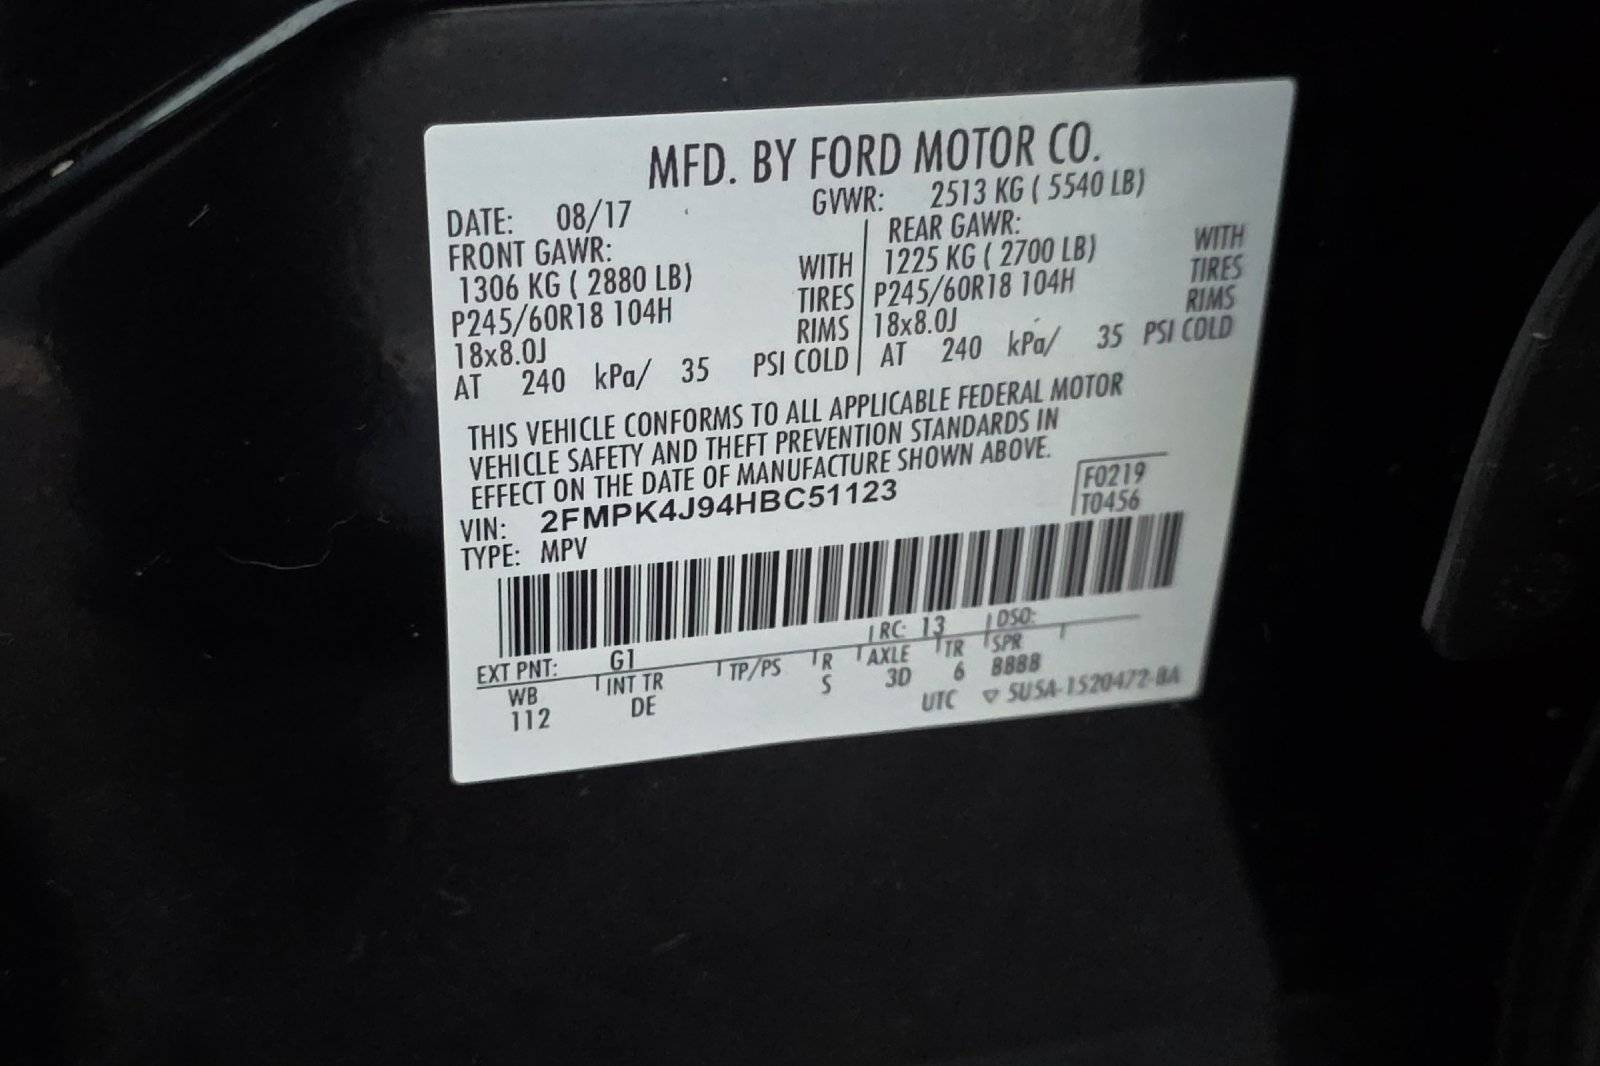 MFD. BY FORD MOTOR CO.
DATE: 08/17 GVWR: 2513 KG ( 5540 LB)
FRONT GAWR: REAR GAWR:
1306 KG ( 2880 LB) WITH 1225 KG ( 2700 LB) WITH
P245/60R18 104H TIRES P245/60R18 104H TIRES
18x8.0J RIMS 18x8.0J RIMS
AT 240 kPa/ 35 PSI COLD AT 240 kPa/ 35 PSI COLD
THIS VEHICLE CONFORMS TO ALL APPLICABLE FEDERAL MOTOR
VEHICLE SAFETY AND THEFT PREVENTION STANDARDS IN
EFFECT ON THE DATE OF MANUFACTURE SHOWN ABOVE.
VIN: 2FMPK4J94HBC51123 F0219
TYPE: MPV T0456
EXT PNT: G1 RC: 13 DSO:
WB INT TR TP/PS R AXLE TR SPR
112 DE S 3D 6 BBBB
UTC ▽ 5U5A-1520472-BA